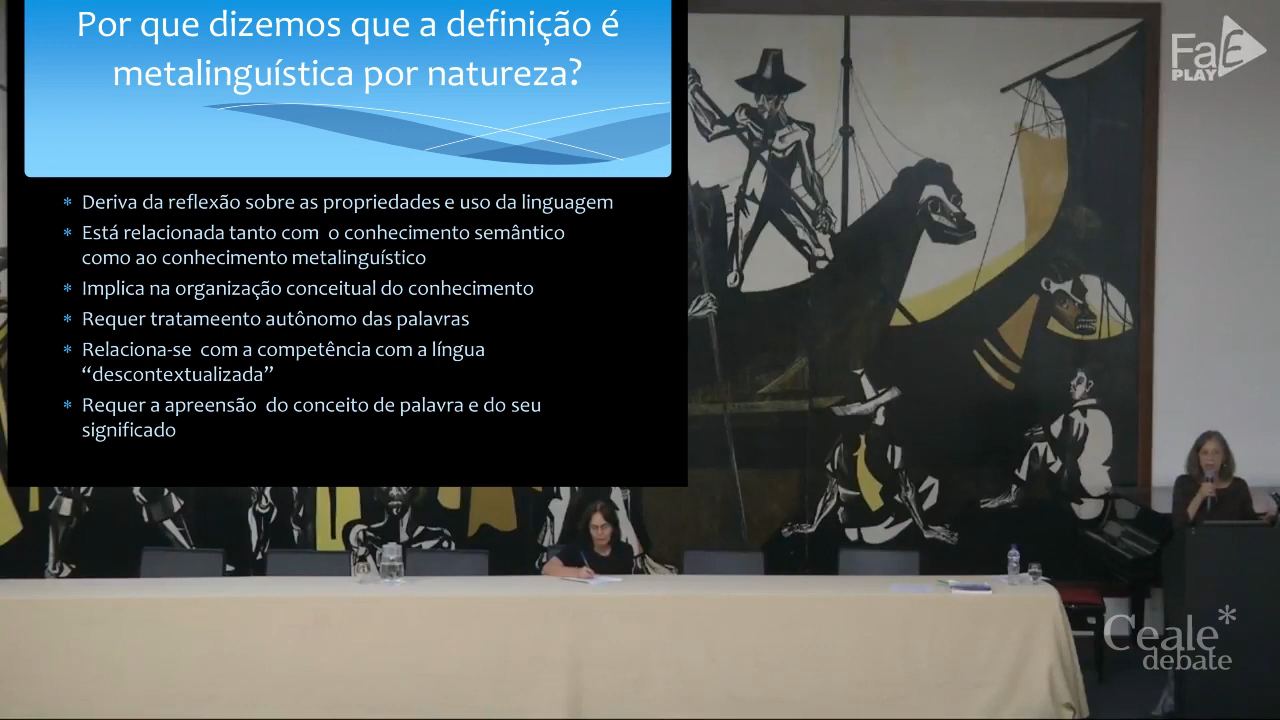 Por que dizemos que a definição é
metalinguística por natureza?
* Deriva da reflexão sobre as propriedades e uso da linguagem
* Está relacionada tanto com o conhecimento semântico
como ao conhecimento metalinguístico
* Implica na organização conceitual do conhecimento
* Requer tratameento autônomo das palavras
* Relaciona-se com a competência com a língua
“descontextualizada”
* Requer a apreensão do conceito de palavra e do seu
significado
FaE
PLAY
Ceale*
debate